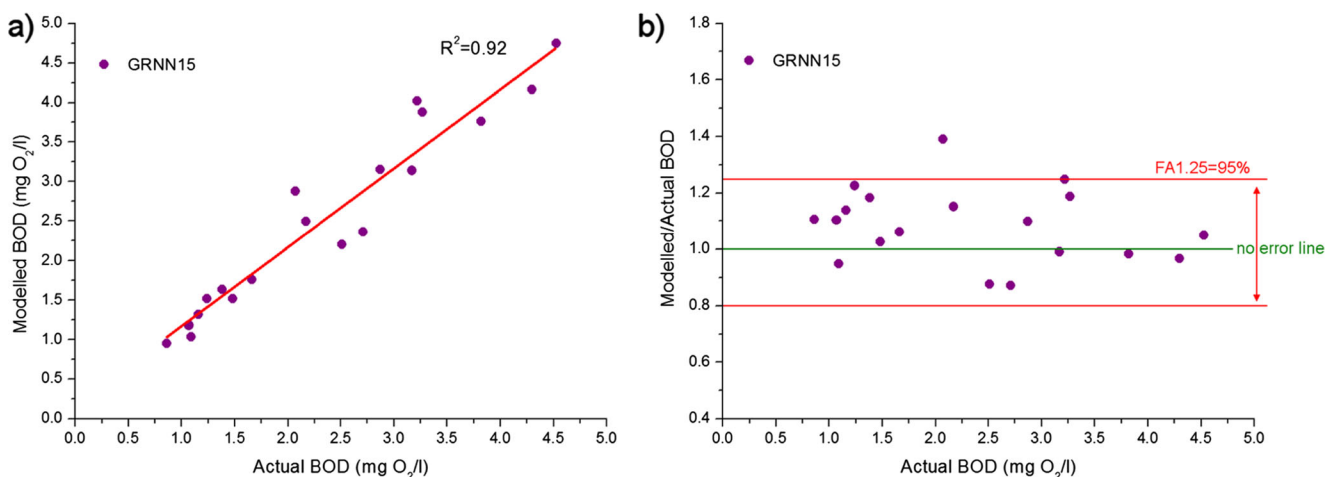 a)
GRNN15
R²=0.92
Modelled BOD (mg O₂/l)
5.0
4.5
4.0
3.5
3.0
2.5
2.0
1.5
1.0
0.5
0.0
0.0 0.5 1.0 1.5 2.0 2.5 3.0 3.5 4.0 4.5 5.0
Actual BOD (mg O₂/l)
b)
GRNN15
Modelled/Actual BOD
1.8
1.6
1.4
1.2
1.0
0.8
0.6
0.4
FA1.25=95%
no error line
0.0 0.5 1.0 1.5 2.0 2.5 3.0 3.5 4.0 4.5 5.0
Actual BOD (mg O₂/l)